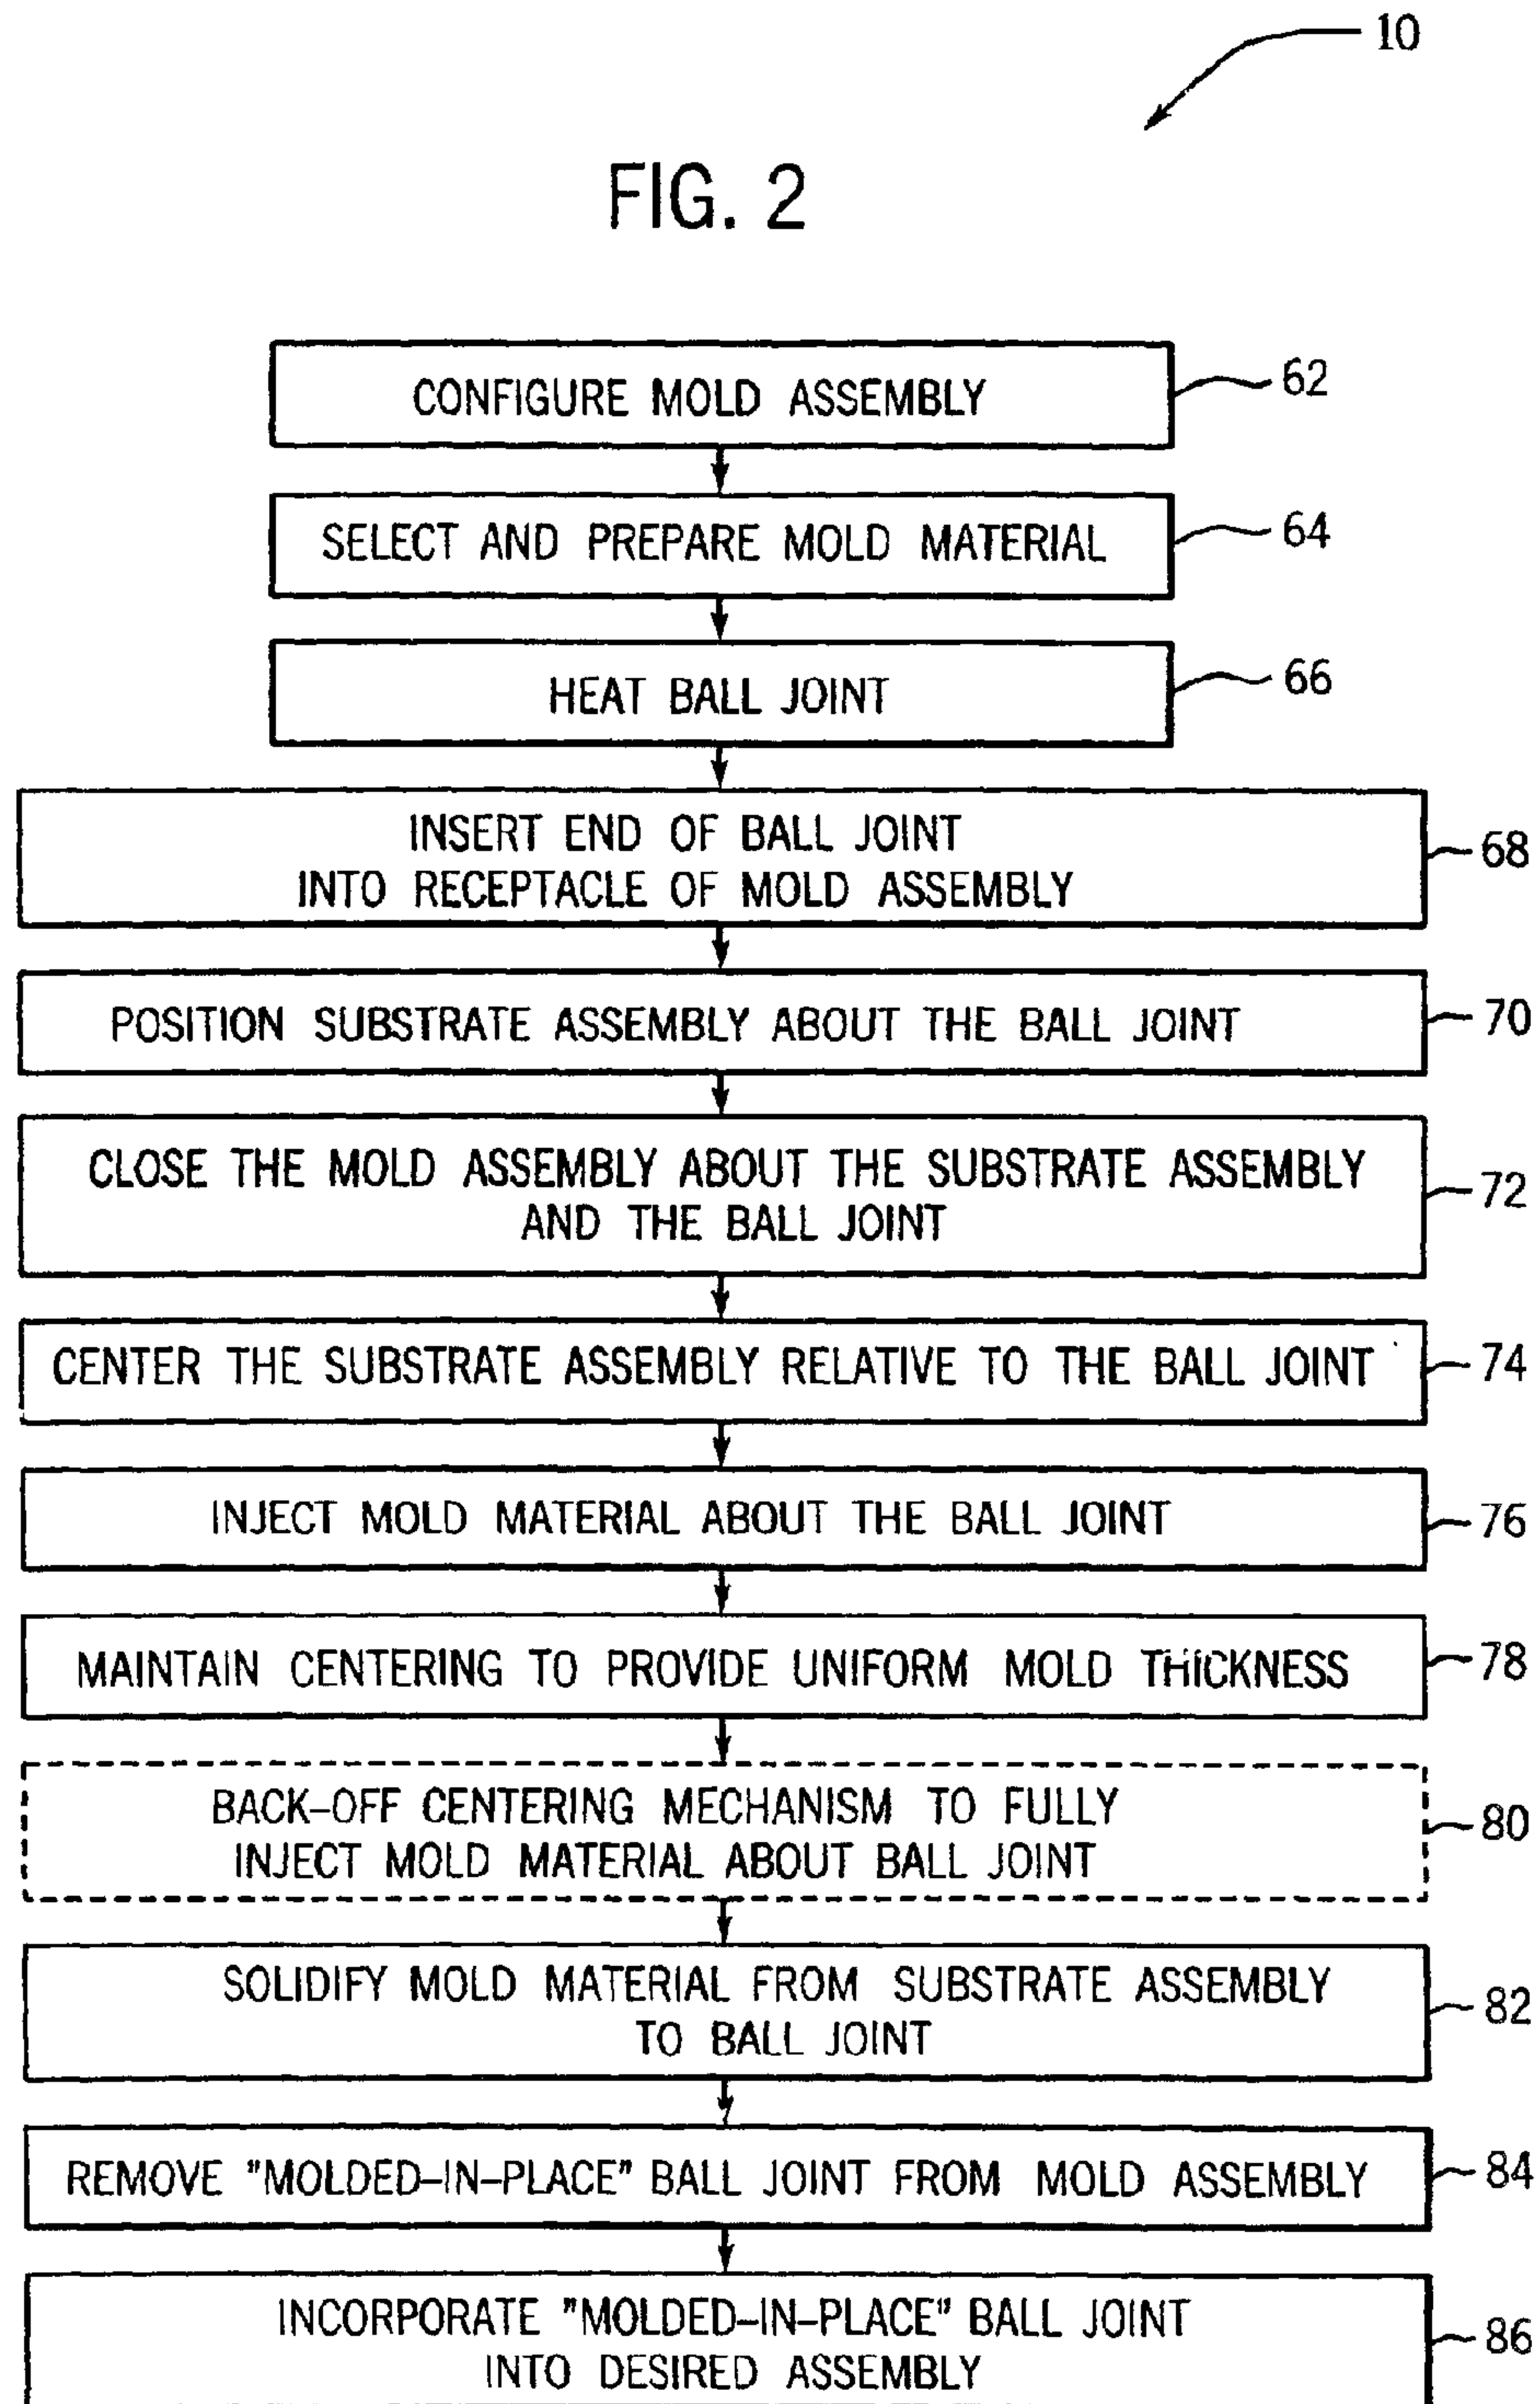 10
FIG. 2
CONFIGURE MOLD ASSEMBLY
62
SELECT AND PREPARE MOLD MATERIAL
64
HEAT BALL JOINT
66
INSERT END OF BALL JOINT
INTO RECEPTACLE OF MOLD ASSEMBLY
68
POSITION SUBSTRATE ASSEMBLY ABOUT THE BALL JOINT
70
CLOSE THE MOLD ASSEMBLY ABOUT THE SUBSTRATE ASSEMBLY
AND THE BALL JOINT
72
CENTER THE SUBSTRATE ASSEMBLY RELATIVE TO THE BALL JOINT
74
INJECT MOLD MATERIAL ABOUT THE BALL JOINT
76
MAINTAIN CENTERING TO PROVIDE UNIFORM MOLD THICKNESS
78
BACK-OFF CENTERING MECHANISM TO FULLY
INJECT MOLD MATERIAL ABOUT BALL JOINT
80
SOLIDIFY MOLD MATERIAL FROM SUBSTRATE ASSEMBLY
TO BALL JOINT
82
REMOVE "MOLDED-IN-PLACE" BALL JOINT FROM MOLD ASSEMBLY
84
INCORPORATE "MOLDED-IN-PLACE" BALL JOINT
INTO DESIRED ASSEMBLY
86